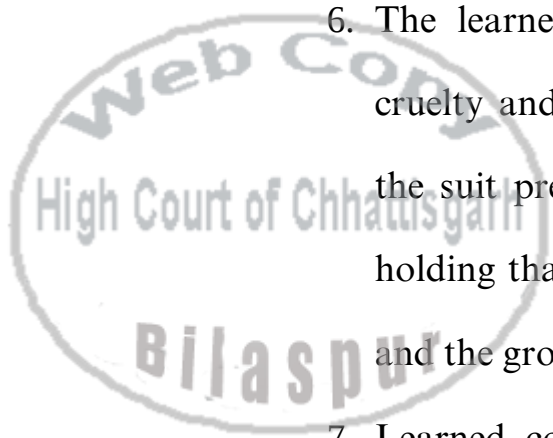 6. The learne
Web Copy
cruelty and
High Court of Chhattisgarh
the suit pre
holding tha
Bilaspur
and the gro
7. Learned co